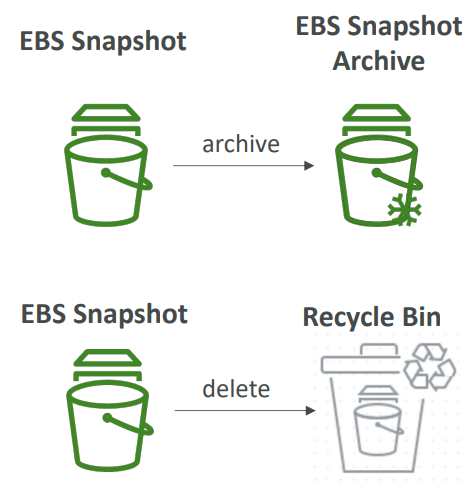 EBS Snapshot
EBS Snapshot
Archive
archive
EBS Snapshot
Recycle Bin
delete